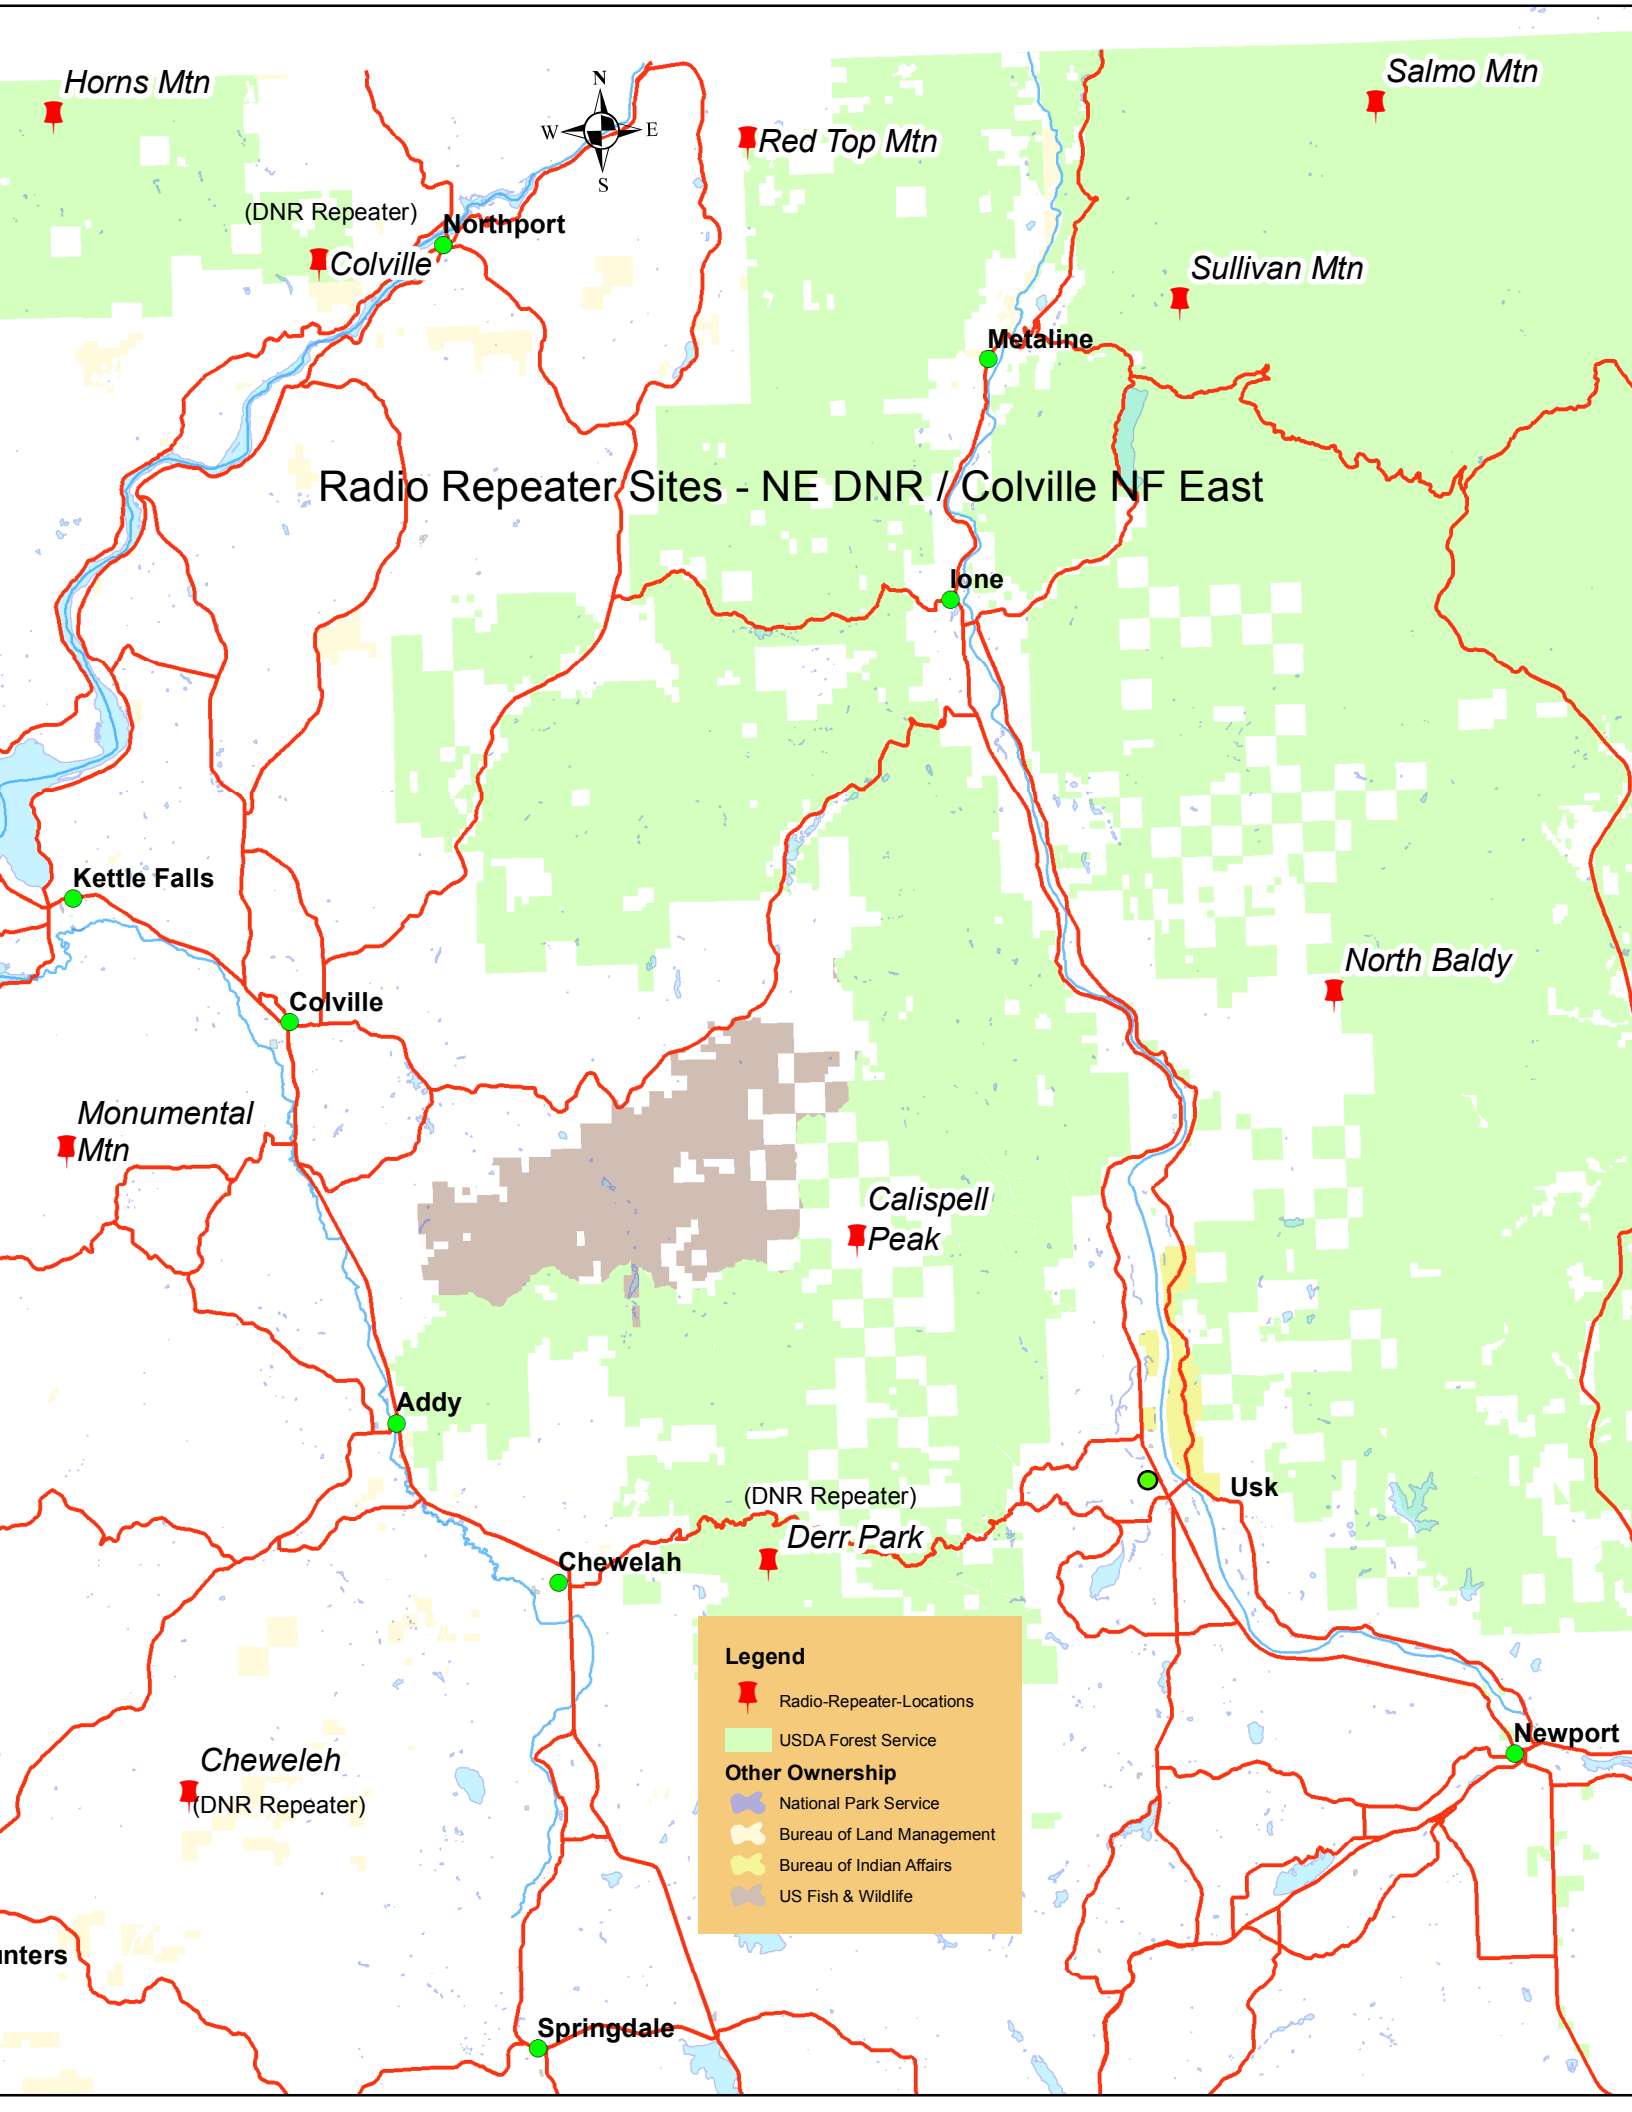 Horns Mtn
Salmo Mtn
N
W
E
S
Red Top Mtn
(DNR Repeater)
Northport
Colville
Sullivan Mtn
Metaline
Radio Repeater Sites - NE DNR / Colville NF East
Ione
Kettle Falls
North Baldy
Colville
Monumental
Mtn
Calispell
Peak
Addy
(DNR Repeater)
Usk
Derr Park
Chewelah
Legend
Radio-Repeater-Locations
USDA Forest Service
Other Ownership
National Park Service
Bureau of Land Management
Bureau of Indian Affairs
US Fish & Wildlife
Newport
Cheweleh
(DNR Repeater)
unters
Springdale